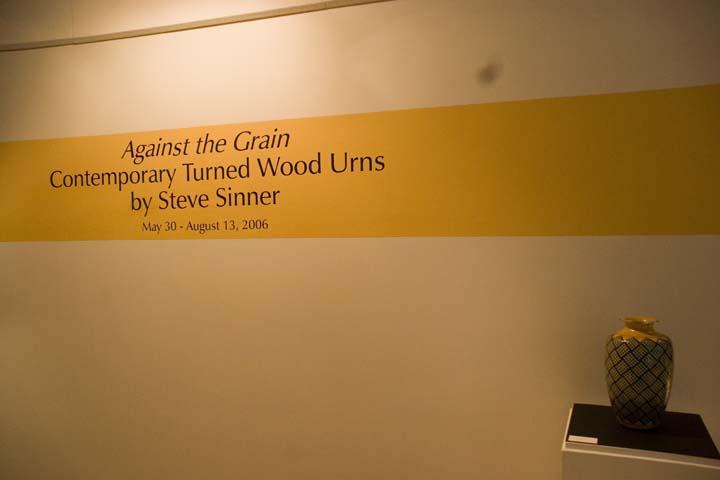 Against the Grain
Contemporary Turned Wood Urns
by Steve Sinner
May 30 - August 13, 2006